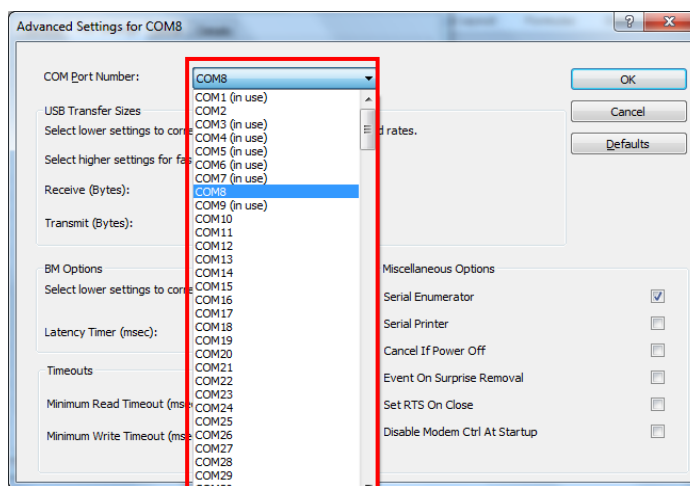 Advanced Settings for COM8
COM Port Number:
COM8
OK
Cancel
Defaults
USB Transfer Sizes
Select lower settings to corre
d rates.
Select higher settings for fas
Receive (Bytes):
Transmit (Bytes):
COM1 (in use)
COM2
COM3 (in use)
COM4 (in use)
COM5 (in use)
COM6 (in use)
COM7 (in use)
COM8
COM9 (in use)
COM10
COM11
COM12
COM13
COM14
COM15
COM16
COM17
COM18
COM19
COM20
COM21
COM22
COM23
COM24
COM25
COM26
COM27
COM28
COM29
BM Options
Select lower settings to corre
Latency Timer (msec):
Timeouts
Minimum Read Timeout (mse
Minimum Write Timeout (mse
Miscellaneous Options
Serial Enumerator
Serial Printer
Cancel If Power Off
Event On Surprise Removal
Set RTS On Close
Disable Modem Ctrl At Startup